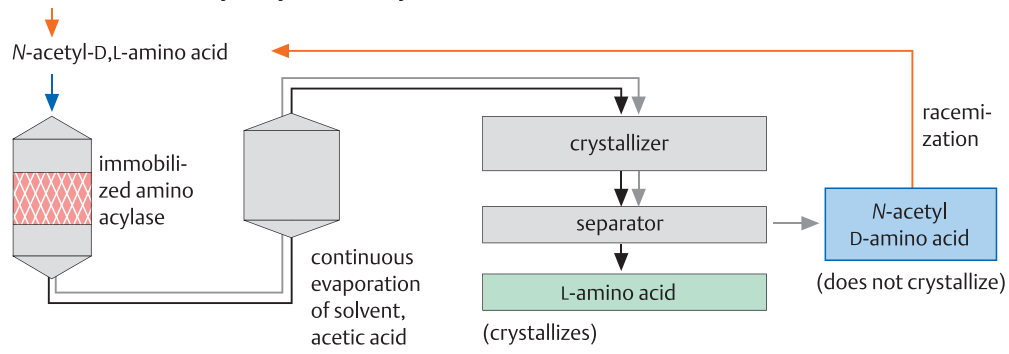 N-acetyl-D,L-amino acid
immobili-
zed amino
acylase
continuous
evaporation
of solvent,
acetic acid
crystallizer
separator
L-amino acid
(crystallizes)
racemi-
zation
N-acetyl
D-amino acid
(does not crystallize)